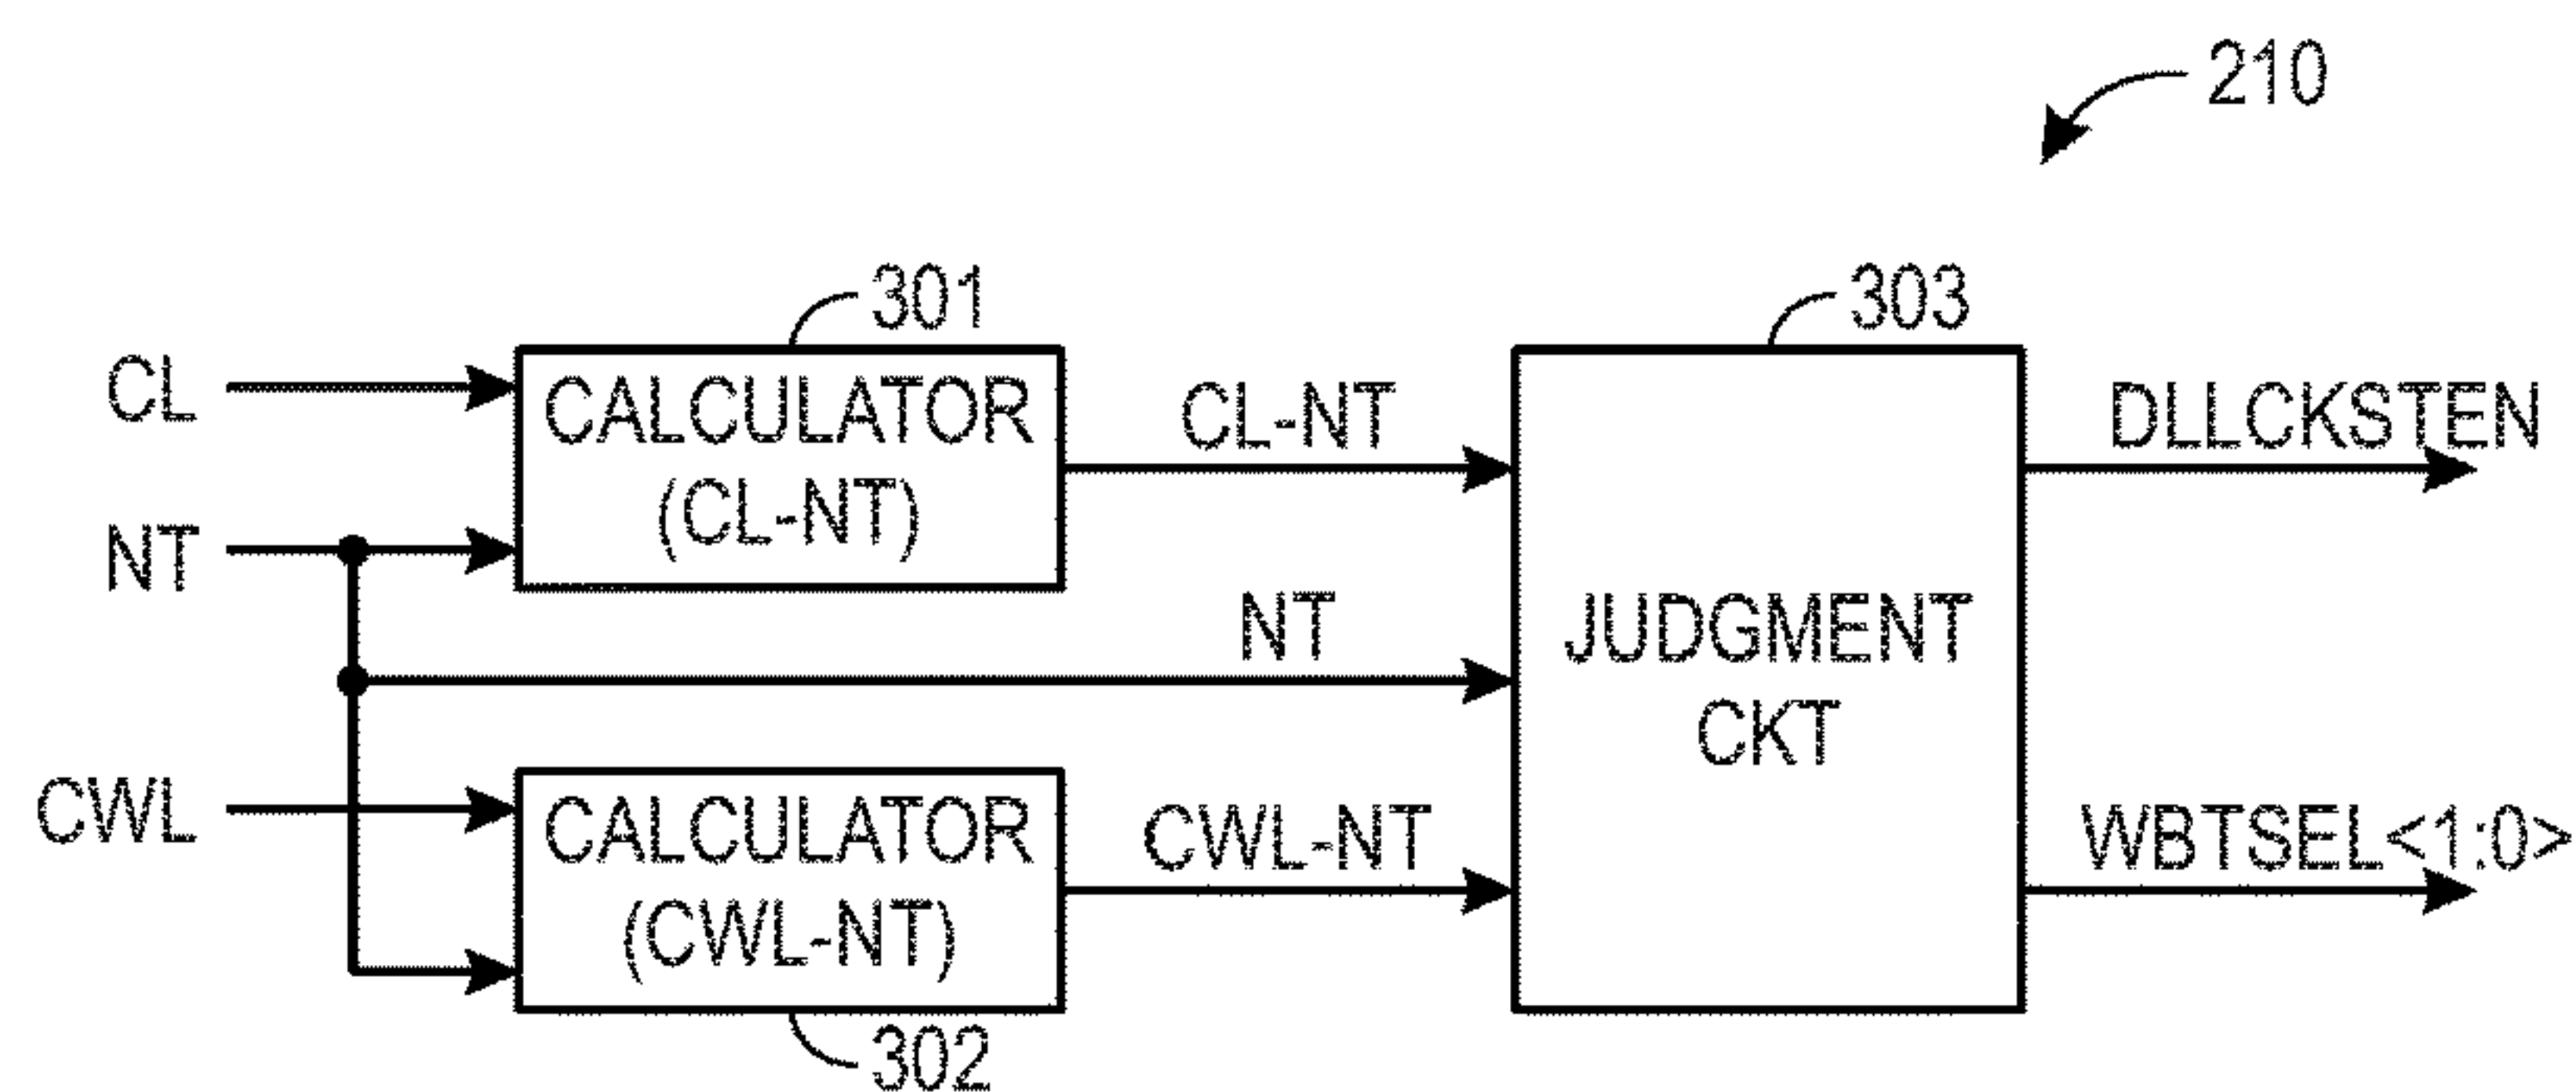 210
301
303
CL
CALCULATOR
(CL-NT)
CL-NT
DLLCKSTEN
NT
NT
JUDGMENT
CKT
CWL
CALCULATOR
(CWL-NT)
CWL-NT
WBTSEL<1:0>
302